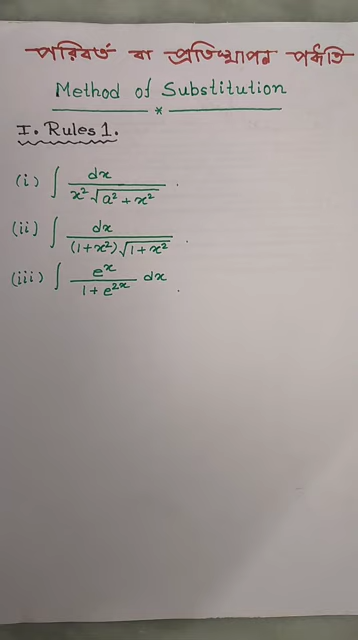 পরিবর্ত বা প্রতিস্থাপন পদ্ধতি
Method of Substitution
*
I. Rules 1.
(i) ∫ dx / x²√(a² + x²) .
(ii) ∫ dx / (1+x²)√(1+x²) .
(iii) ∫ eˣ / (1 + e²ˣ) dx .